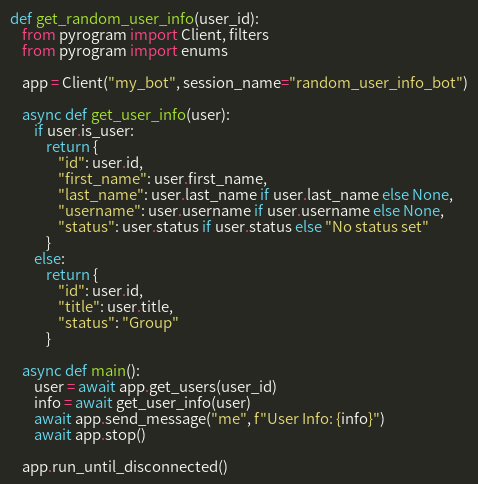 def get_random_user_info(user_id):
    from pyrogram import Client, filters
    from pyrogram import enums

    app = Client("my_bot", session_name="random_user_info_bot")

    async def get_user_info(user):
        if user.is_user:
            return {
                "id": user.id,
                "first_name": user.first_name,
                "last_name": user.last_name if user.last_name else None,
                "username": user.username if user.username else None,
                "status": user.status if user.status else "No status set"
            }
        else:
            return {
                "id": user.id,
                "title": user.title,
                "status": "Group"
            }

    async def main():
        user = await app.get_users(user_id)
        info = await get_user_info(user)
        await app.send_message("me", f"User Info: {info}")
        await app.stop()

    app.run_until_disconnected()